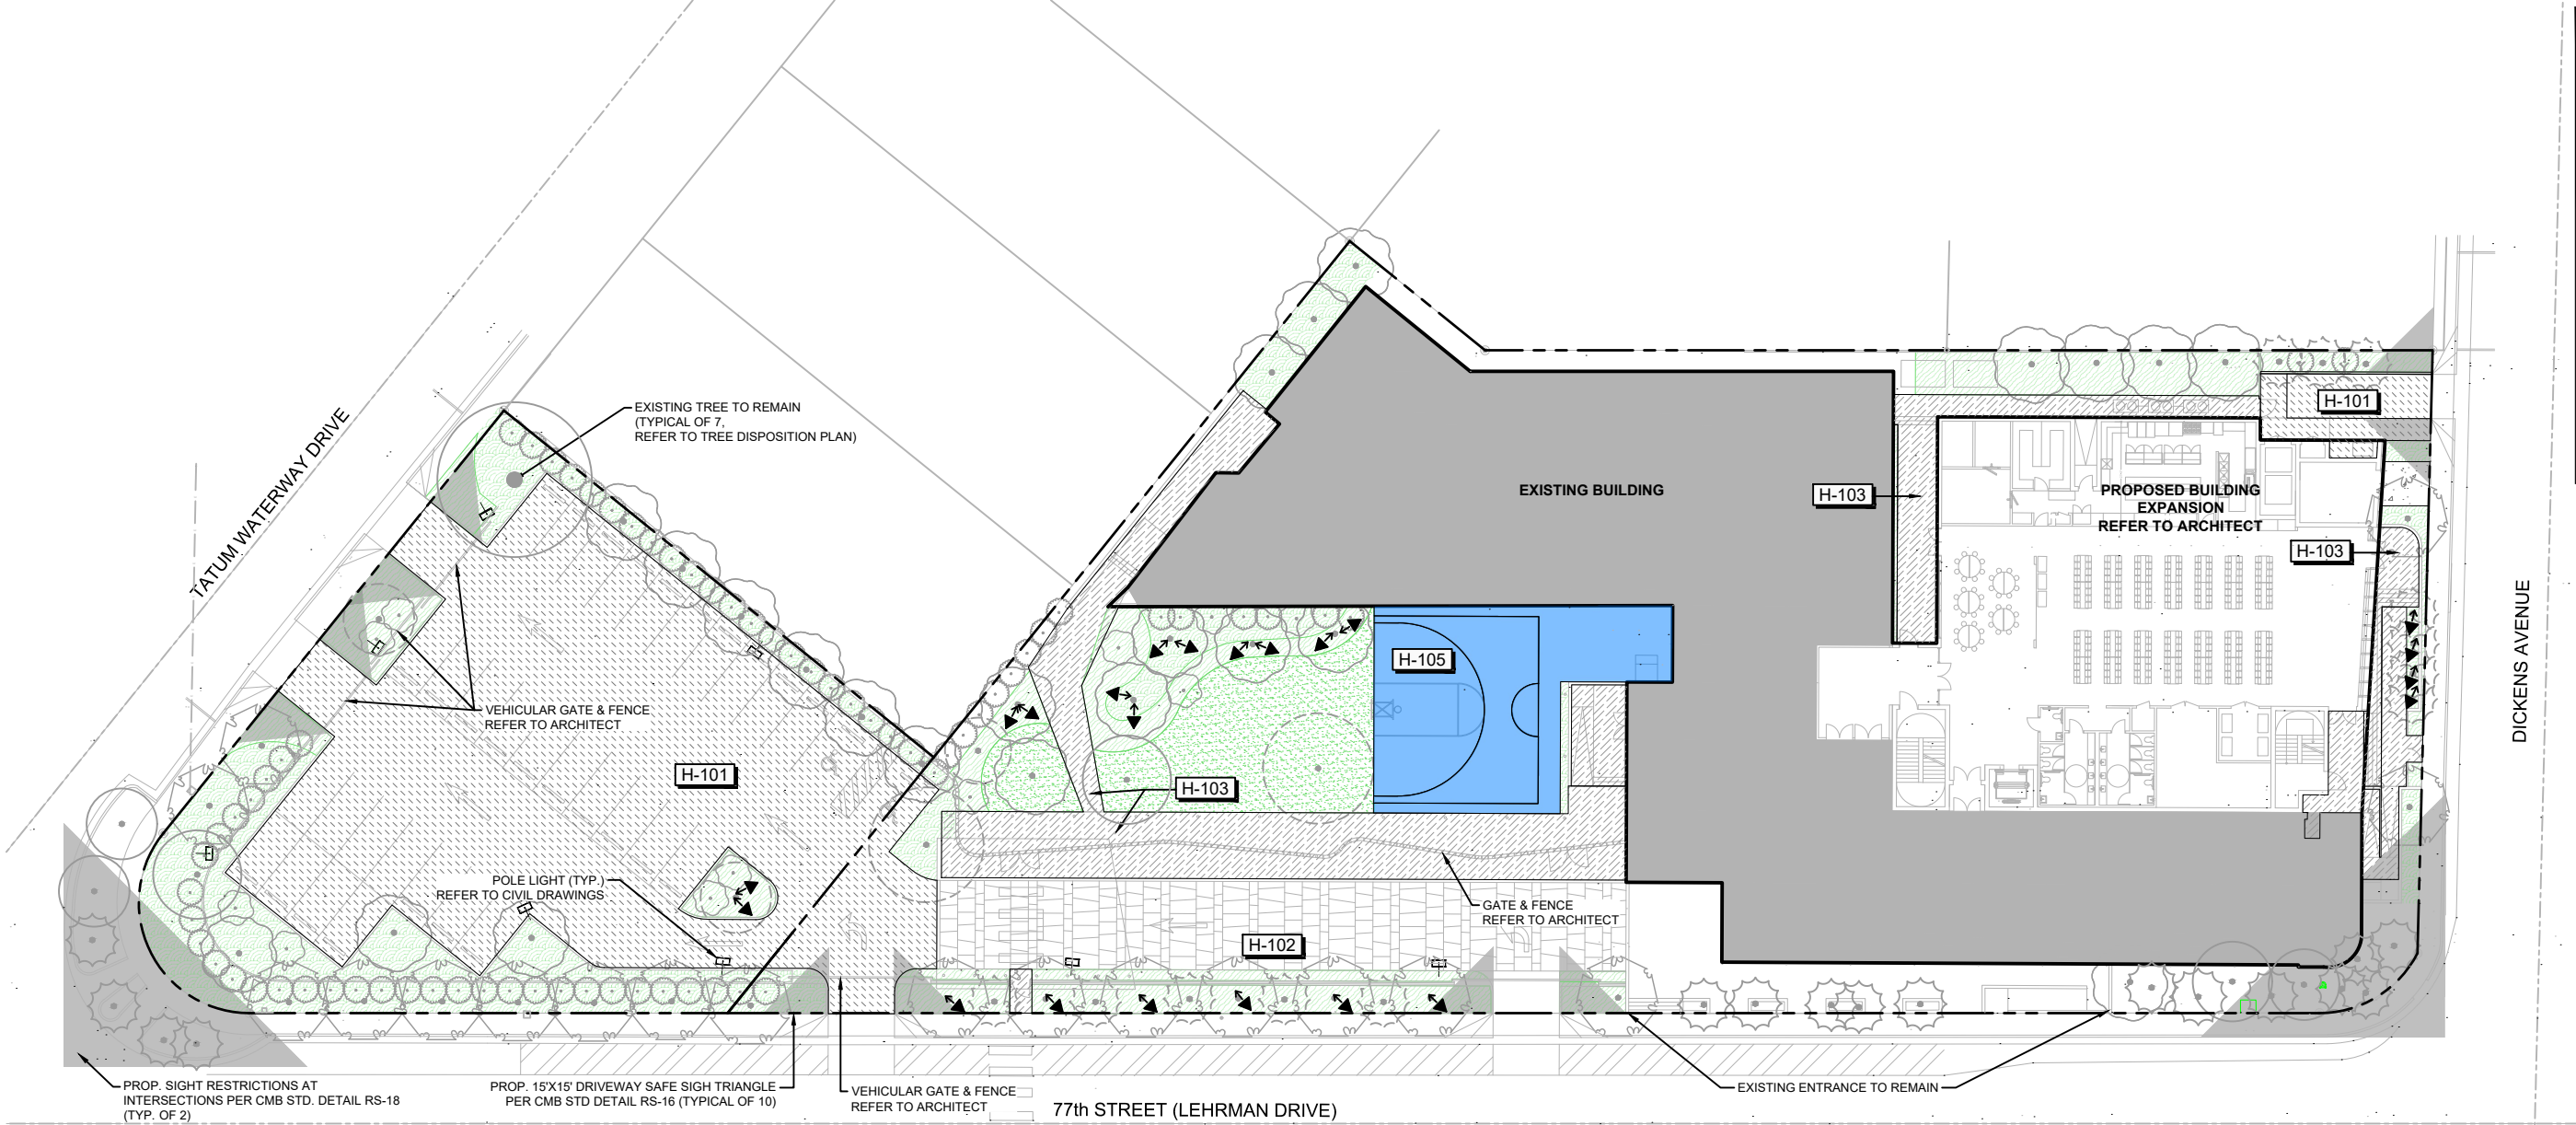 TATUM WATERWAY DRIVE
EXISTING TREE TO REMAIN
(TYPICAL OF 7,
REFER TO TREE DISPOSITION PLAN)
H-101
EXISTING BUILDING
H-103
PROPOSED BUILDING
EXPANSION
REFER TO ARCHITECT
H-103
DICKENS AVENUE
H-105
VEHICULAR GATE & FENCE
REFER TO ARCHITECT
H-101
H-103
POLE LIGHT (TYP.)
REFER TO CIVIL DRAWINGS
GATE & FENCE
REFER TO ARCHITECT
H-102
PROP. SIGHT RESTRICTIONS AT
INTERSECTIONS PER CMB STD. DETAIL RS-18
(TYP. OF 2)
PROP. 15'X15' DRIVEWAY SAFE SIGH TRIANGLE
PER CMB STD DETAIL RS-16 (TYPICAL OF 10)
VEHICULAR GATE & FENCE
REFER TO ARCHITECT
77th STREET (LEHRMAN DRIVE)
EXISTING ENTRANCE TO REMAIN